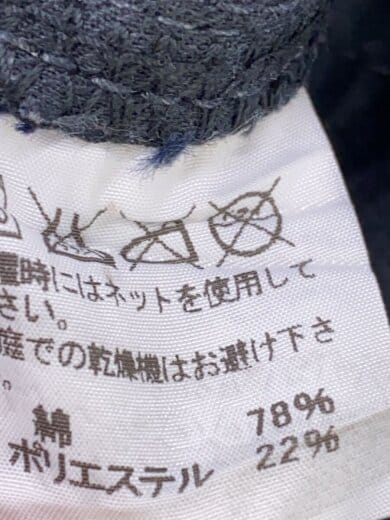 時にはネットを使用して
さい。
庭での乾燥機はお避け下さ
。
綿 78%
ポリエステル 22%